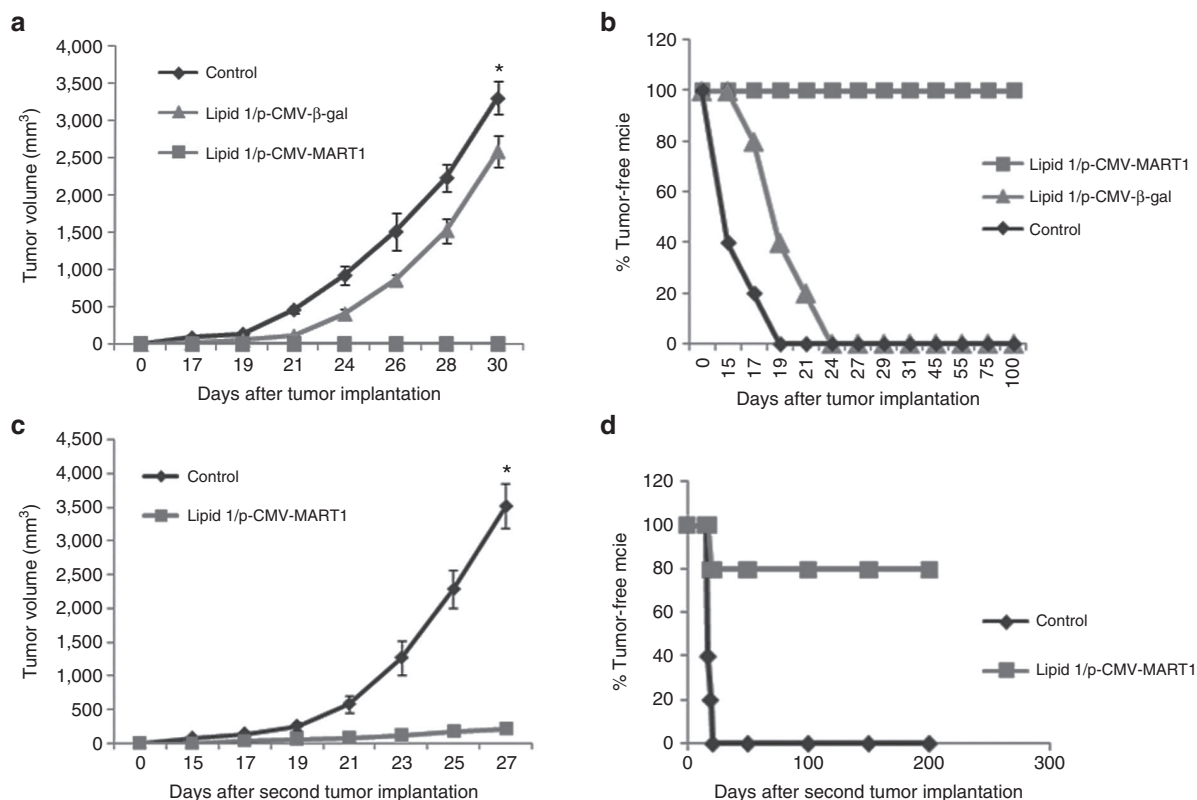 a
4,000
3,500
3,000
2,500
2,000
1,500
1,000
500
0
Tumor volume (mm³)
Control
Lipid 1/p-CMV-β-gal
Lipid 1/p-CMV-MART1
*
0 17 19 21 24 26 28 30
Days after tumor implantation
b
120
100
80
60
40
20
0
% Tumor-free mcie
Lipid 1/p-CMV-MART1
Lipid 1/p-CMV-β-gal
Control
0 15 17 19 21 24 27 29 31 45 55 75 100
Days after tumor implantation
c
4,500
4,000
3,500
3,000
2,500
2,000
1,500
1,000
500
0
Tumor volume (mm³)
Control
Lipid 1/p-CMV-MART1
*
0 15 17 19 21 23 25 27
Days after second tumor implantation
d
120
100
80
60
40
20
0
% Tumor-free mcie
Control
Lipid 1/p-CMV-MART1
0 100 200 300
Days after second tumor implantation